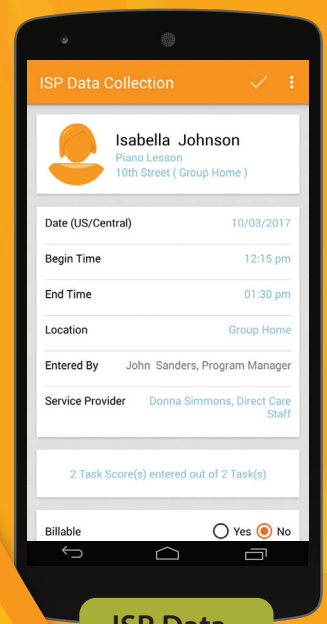 ISP Data Collection
Isabella Johnson
Piano Lesson
10th Street ( Group Home )
Date (US/Central) 10/03/2017
Begin Time 12:15 pm
End Time 01:30 pm
Location Group Home
Entered By John Sanders, Program Manager
Service Provider Donna Simmons, Direct Care
Staff
2 Task Score(s) entered out of 2 Task(s)
Billable Yes No
ISP Data